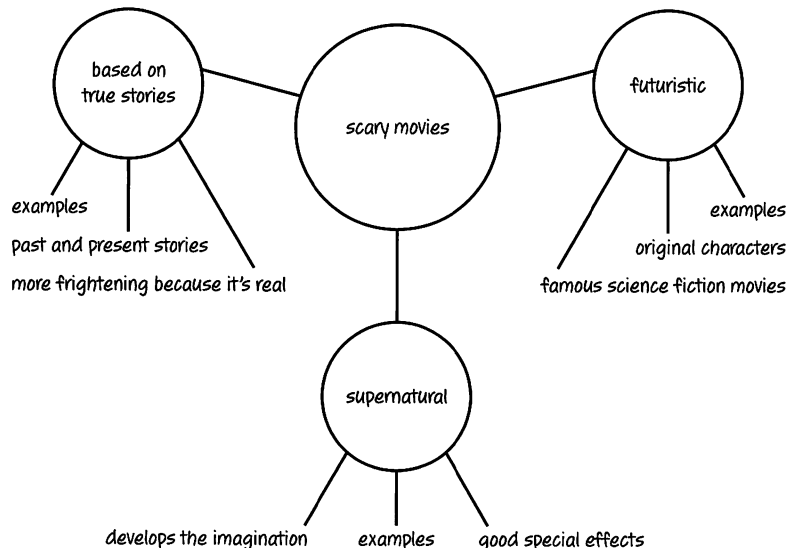 based on
true stories
scary movies
futuristic
examples
past and present stories
more frightening because it's real
examples
original characters
famous science fiction movies
supernatural
develops the imagination
examples
good special effects